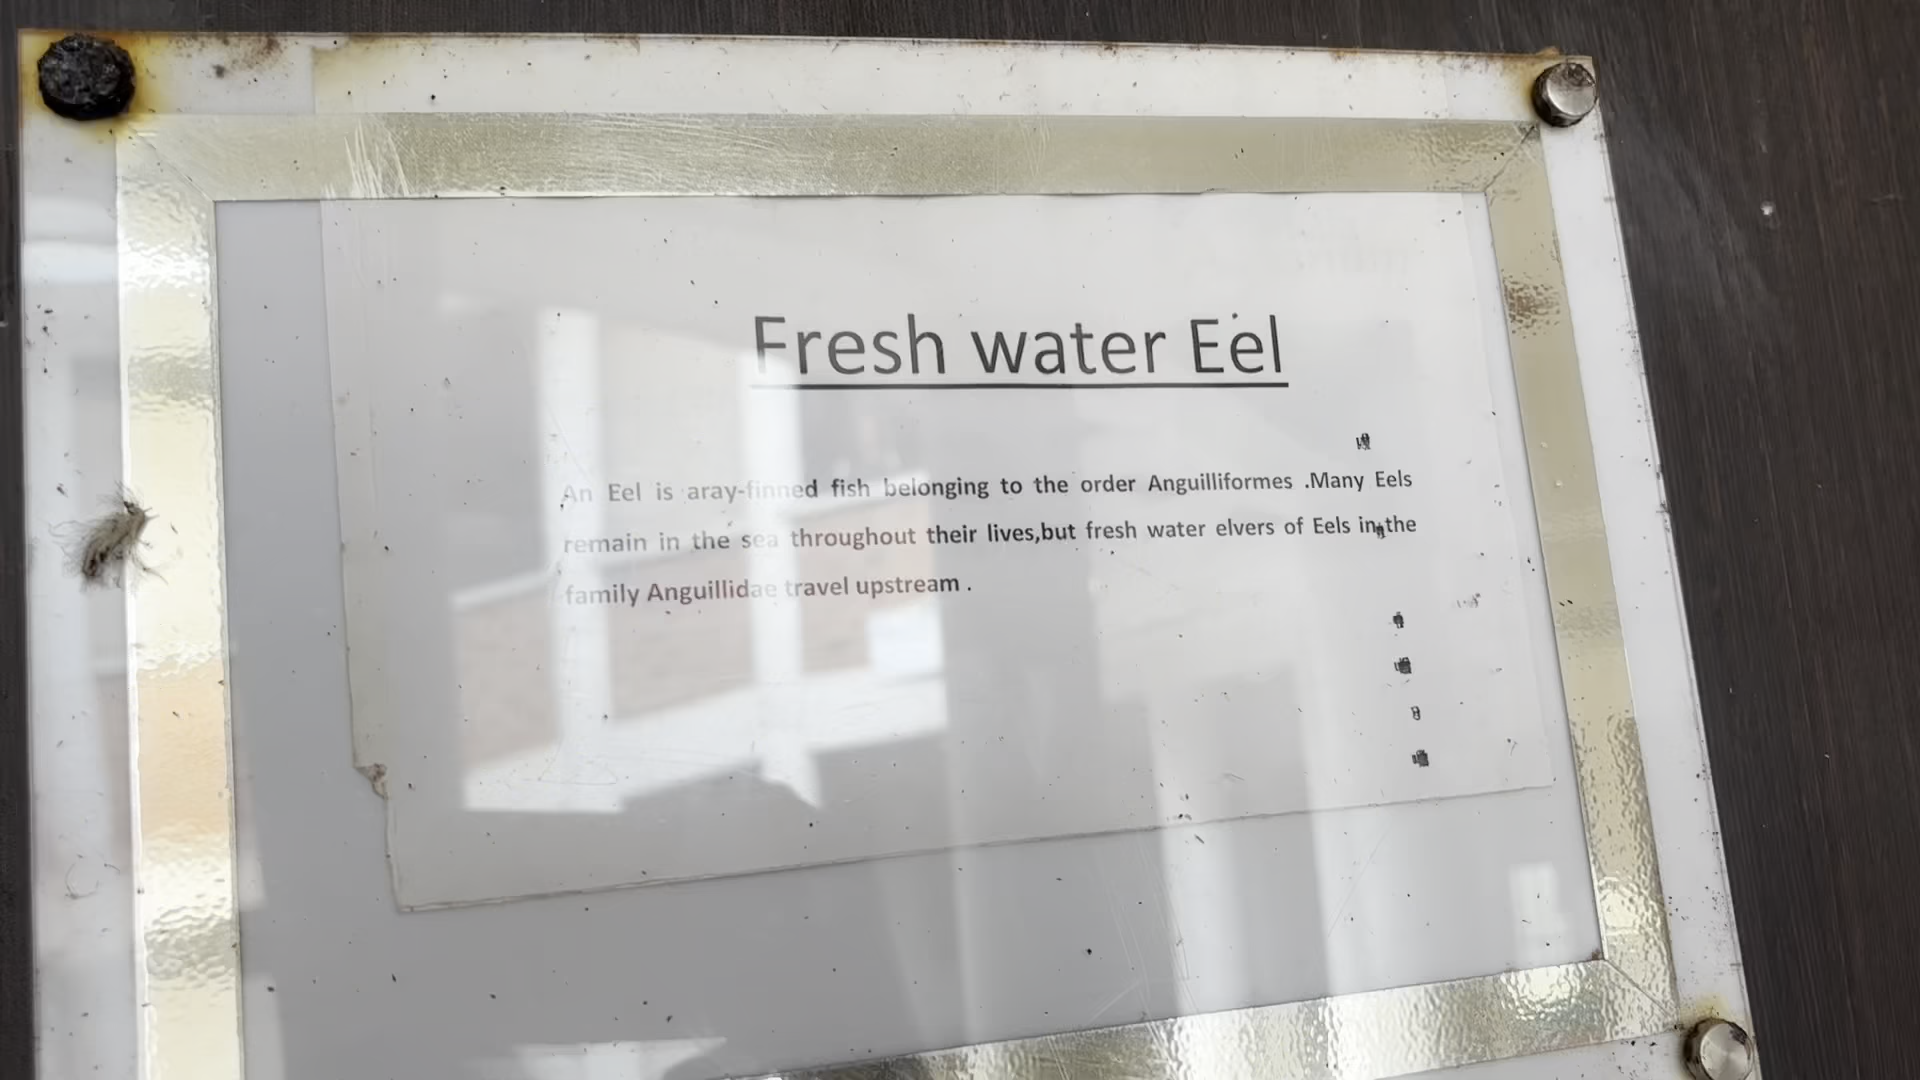 Fresh water Eel
An Eel is aray-finned fish belonging to the order Anguilliformes .Many Eels
remain in the sea throughout their lives,but fresh water elvers of Eels in the
family Anguillidae travel upstream .